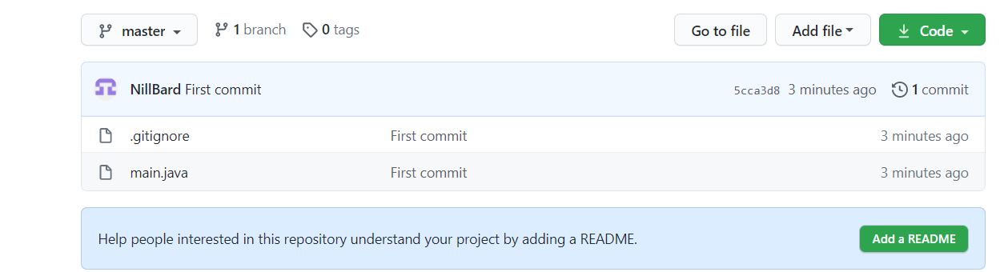 master 1 branch 0 tags Go to file Add file Code
NillBard First commit 5cca3d8 3 minutes ago 1 commit
.gitignore First commit 3 minutes ago
main.java First commit 3 minutes ago
Help people interested in this repository understand your project by adding a README. Add a README